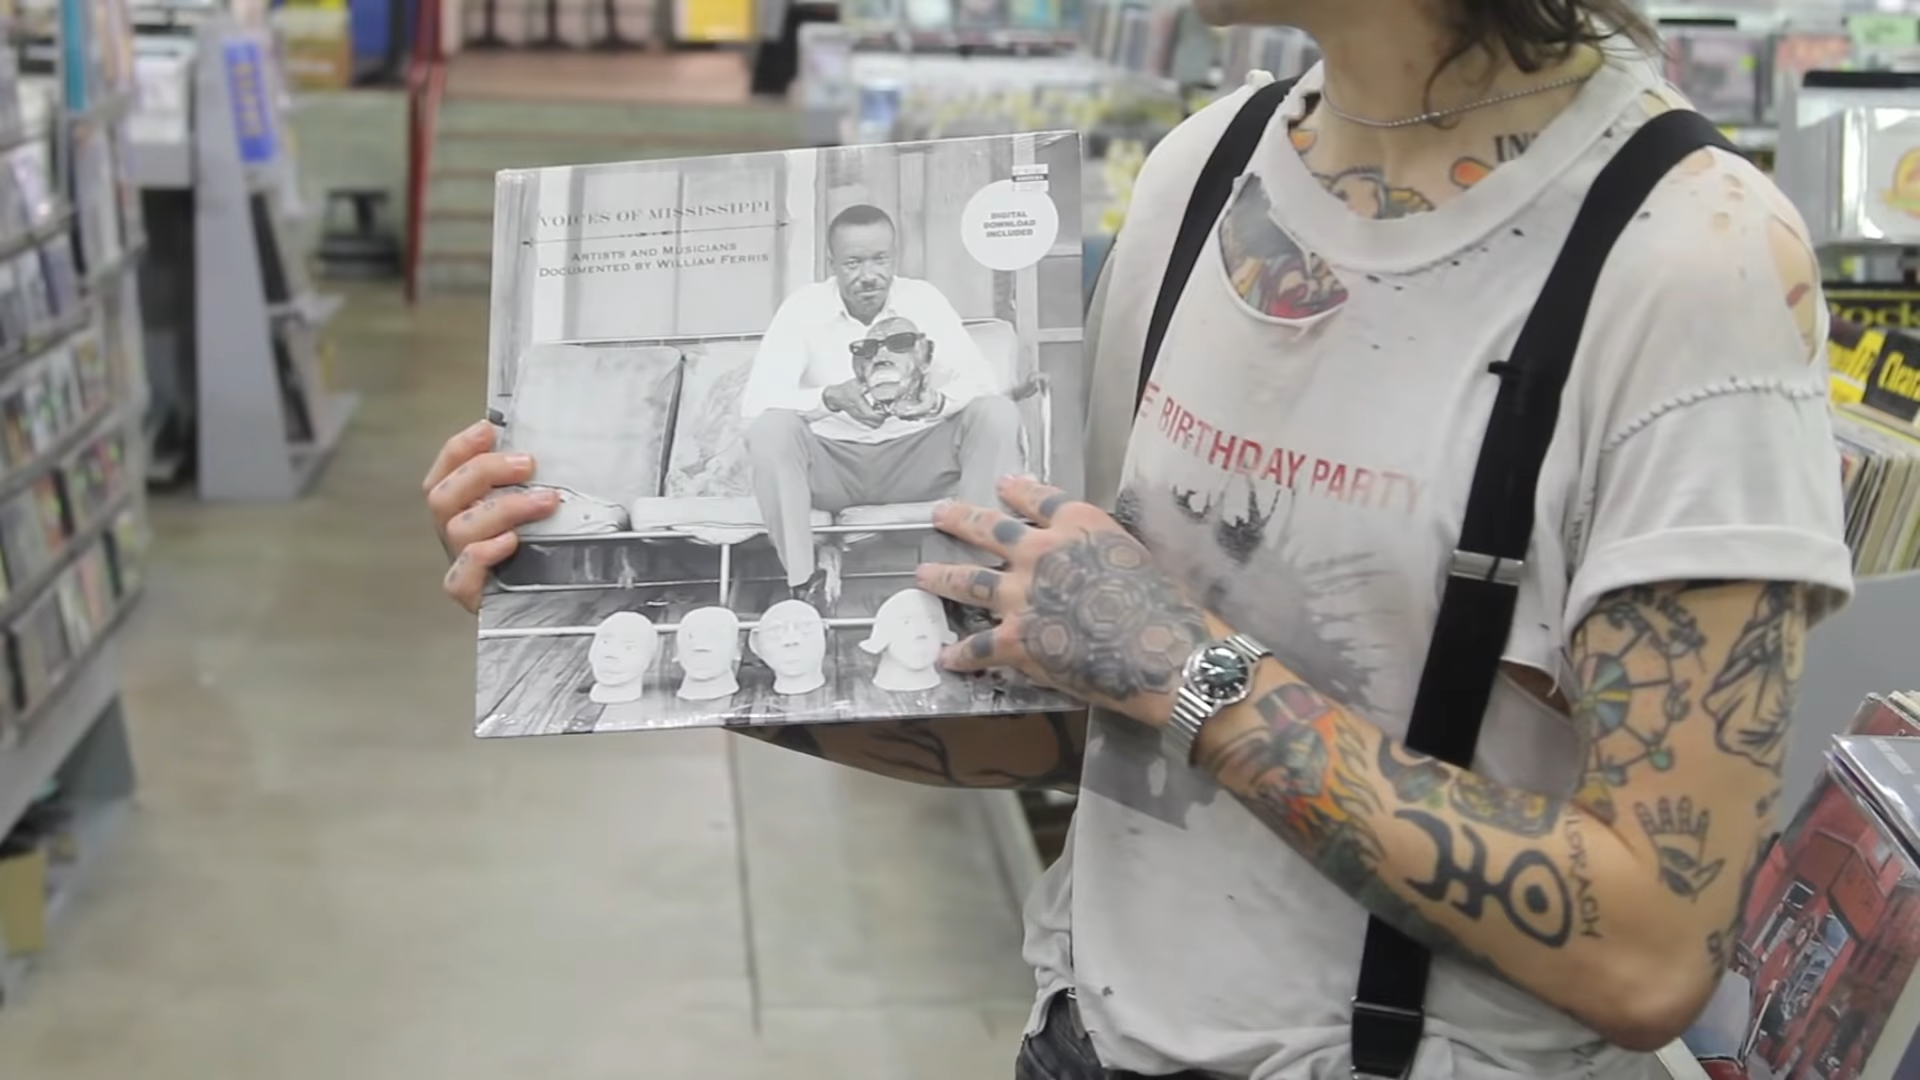 VOICES OF MISSISSIPPI
ARTISTS AND MUSICIANS
DOCUMENTED BY WILLIAM FERRIS
DIGITAL
DOWNLOAD
INCLUDED
BIRTHDAY PARTY